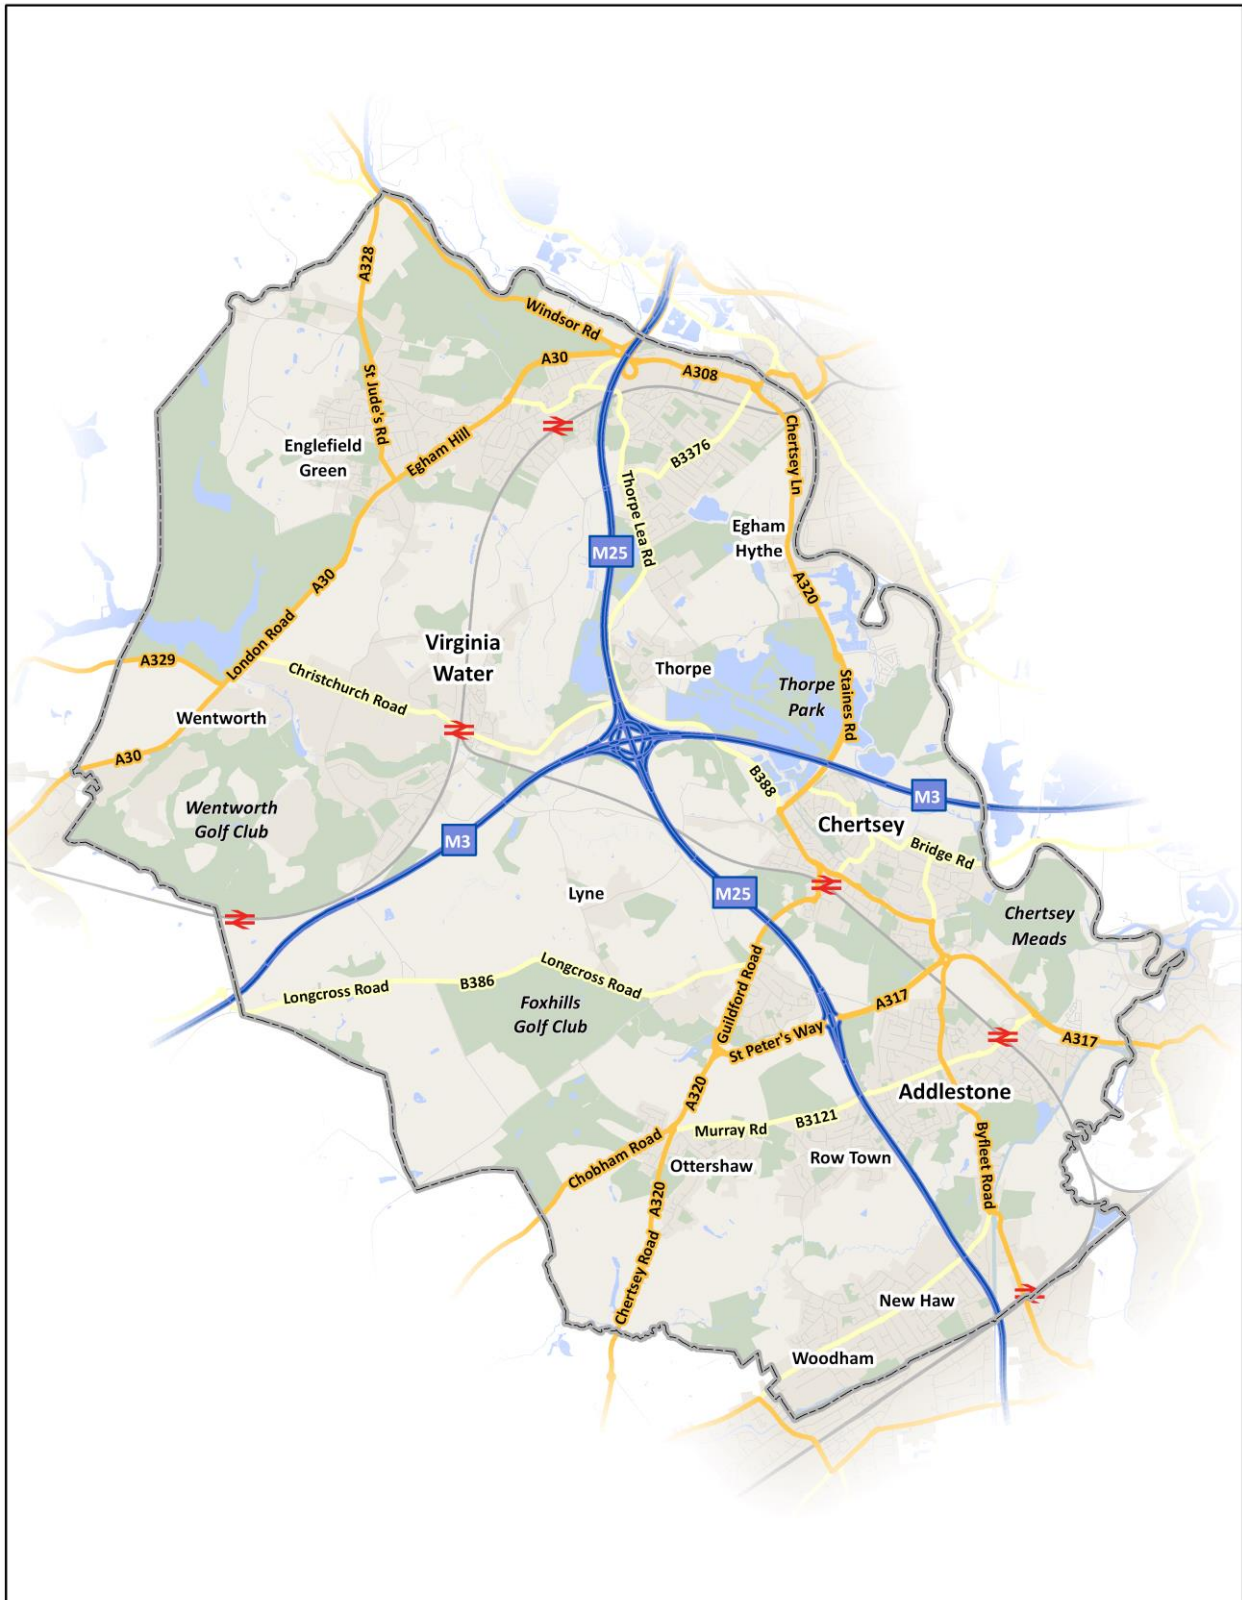 A328
Windsor Rd
A30
A308
St Jude's Rd
Chertsey Ln
Englefield
Green
Egham Hill
B3376
Thorpe Lea Rd
Egham
Hythe
M25
A30
A320
London Road
Virginia
Water
A329
Christchurch Road
Thorpe
Thorpe
Park
Staines Rd
Wentworth
A30
B388
M3
Wentworth
Golf Club
M3
Chertsey
Bridge Rd
Lyne
M25
Chertsey
Meads
Longcross Road
B386
Longcross Road
Foxhills
Golf Club
Guildford Road
A317
St Peter's Way
A317
A320
Addlestone
Murray Rd
B3121
Chobham Road
Ottershaw
Row Town
Byfleet Road
A320
Chertsey Road
New Haw
Woodham